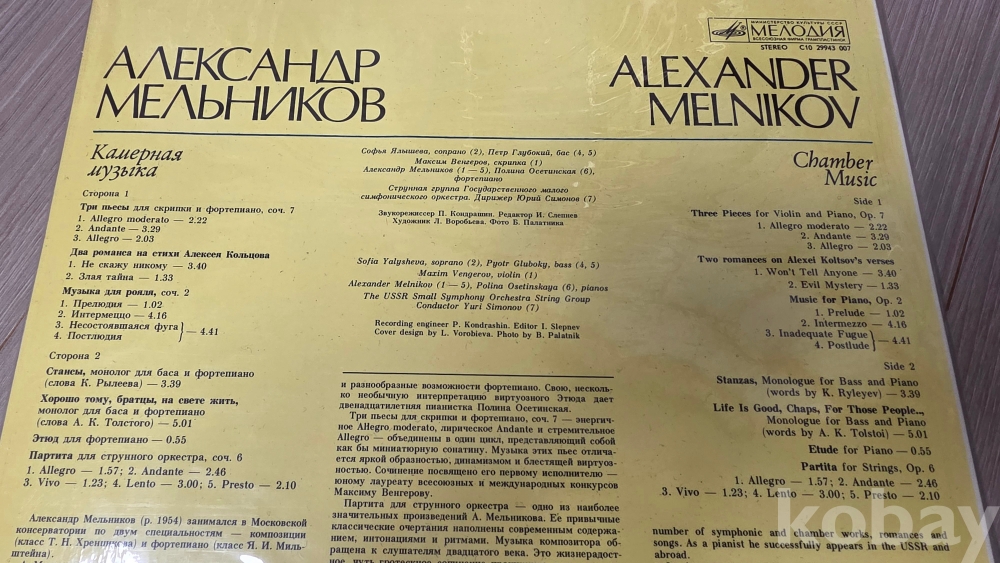 МИНИСТЕРСТВО КУЛЬТУРЫ СССР
МЕЛОДИЯ
ВСЕСОЮЗНАЯ ФИРМА ГРАМПЛАСТИНОК
STEREO C10 29943 007
АЛЕКСАНДР
МЕЛЬНИКОВ
ALEXANDER
MELNIKOV
Камерная
музыка
Сторона 1
Три пьесы для скрипки и фортепиано, соч. 7
1. Allegro moderato — 2.22
2. Andante — 3.29
3. Allegro — 2.03
Два романса на стихи Алексея Кольцова
1. Не скажу никому — 3.40
2. Злая тайна — 1.33
Музыка для рояля, соч. 2
1. Прелюдия — 1.02
2. Интермеццо — 4.16
3. Несостоявшаяся фуга
4. Постлюдия
— 4.41
Сторона 2
Стансы, монолог для баса и фортепиано
(слова К. Рылеева) — 3.39
Хорошо тому, братцы, на свете жить,
монолог для баса и фортепиано
(слова А. К. Толстого) — 5.01
Этюд для фортепиано — 0.55
Партита для струнного оркестра, соч. 6
1. Allegro — 1.57; 2. Andante — 2.46
3. Vivo — 1.23; 4. Lento — 3.00; 5. Presto — 2.10
Александр Мельников (р. 1954) занимался в Московской
консерватории по двум специальностям — композиции
(класс Т. Н. Хренникова) и фортепиано (класс Я. И. Миль-
штейна).
Софья Ялышева, сопрано (2), Петр Глубокий, бас (4, 5)
Максим Венгеров, скрипка (1)
Александр Мельников (1 — 5), Полина Осетинская (6),
фортепиано
Струнная группа Государственного малого
симфонического оркестра. Дирижер Юрий Симонов (7)
Звукорежиссер П. Кондрашин. Редактор И. Слепнев
Художник Л. Воробьева. Фото Б. Палатника
Sofia Yalysheva, soprano (2), Pyotr Gluboky, bass (4, 5)
Maxim Vengerov, violin (1)
Alexander Melnikov (1 — 5), Polina Osetinskaya (6), pianos
The USSR Small Symphony Orchestra String Group
Conductor Yuri Simonov (7)
Recording engineer P. Kondrashin. Editor I. Slepnev
Cover design by L. Vorobieva. Photo by B. Palatnik
и разнообразные возможности фортепиано. Свою, несколь-
ко необычную интерпретацию виртуозного Этюда дает
двенадцатилетняя пианистка Полина Осетинская.
Три пьесы для скрипки и фортепиано, соч. 7 — энергич-
ное Allegro moderato, лирическое Andante и стремительное
Allegro — объединены в один цикл, представляющий собой
как бы миниатюрную сонатину. Музыка этих пьес отлича-
ется яркой образностью, динамизмом и блестящей виртуоз-
ностью. Сочинение посвящено его первому исполнителю —
юному лауреату всесоюзных и международных конкурсов
Максиму Венгерову.
Партита для струнного оркестра — одно из наиболее
значительных произведений А. Мельникова. Ее привычные
классические очертания наполнены современным содержа-
нием, интонациями и ритмами. Музыка композитора об-
ращена к слушателям двадцатого века. Это жизнерадост-
Chamber
Music
Side 1
Three Pieces for Violin and Piano, Op. 7
1. Allegro moderato — 2.22
2. Andante — 3.29
3. Allegro — 2.03
Two romances on Alexei Koltsov's verses
1. Won't Tell Anyone — 3.40
2. Evil Mystery — 1.33
Music for Piano, Op. 2
1. Prelude — 1.02
2. Intermezzo — 4.16
3. Inadequate Fugue
4. Postlude
— 4.41
Side 2
Stanzas, Monologue for Bass and Piano
(words by K. Ryleyev) — 3.39
Life Is Good, Chaps, For Those People...,
Monologue for Bass and Piano
(words by A. K. Tolstoi) — 5.01
Etude for Piano — 0.55
Partita for Strings, Op. 6
1. Allegro — 1.57; 2. Andante — 2.46
3. Vivo — 1.23; 4. Lento — 3.00; 5. Presto — 2.10
number of symphonic and chamber works, romances and
songs. As a pianist he successfully appears in the USSR and
abroad.
kobay